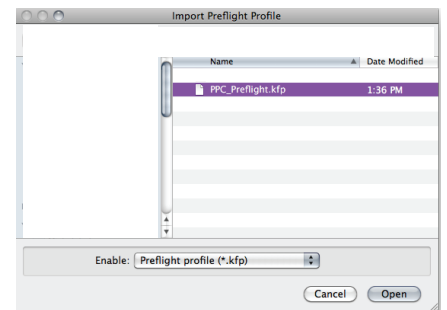 Import Preflight Profile
Name Date Modified
PPC_Preflight.kfp 1:36 PM
Enable: Preflight profile (*.kfp)
Cancel Open